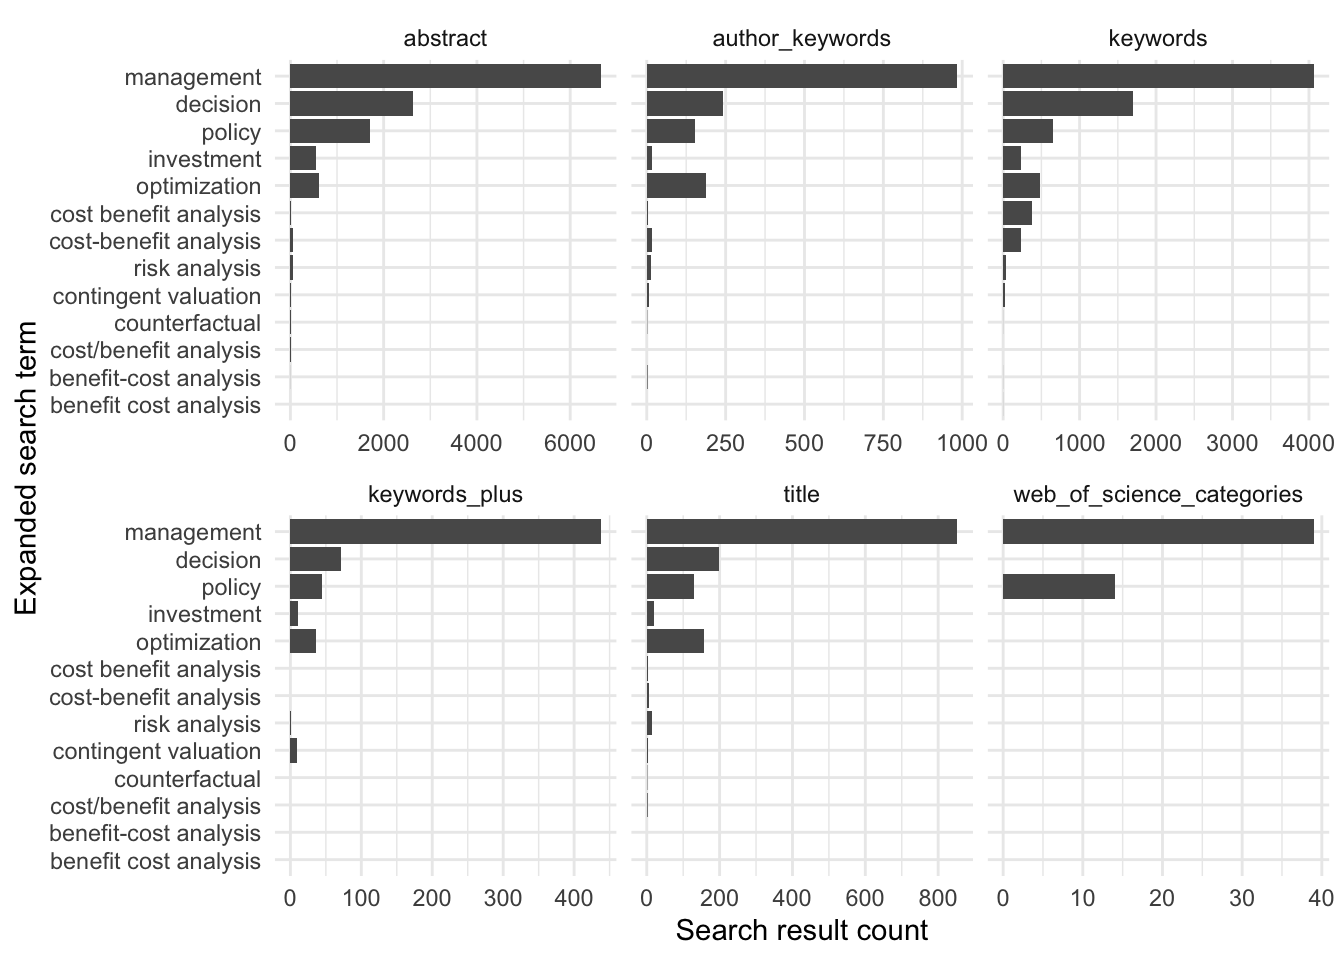 abstract
author_keywords
keywords
management
decision
policy
investment
optimization
cost benefit analysis
cost-benefit analysis
risk analysis
contingent valuation
counterfactual
cost/benefit analysis
benefit-cost analysis
benefit cost analysis
0 2000 4000 6000
0 250 500 750 1000
0 1000 2000 3000 4000
keywords_plus
title
web_of_science_categories
management
decision
policy
investment
optimization
cost benefit analysis
cost-benefit analysis
risk analysis
contingent valuation
counterfactual
cost/benefit analysis
benefit-cost analysis
benefit cost analysis
0 100 200 300 400
0 200 400 600 800
0 10 20 30 40
Search result count
Expanded search term